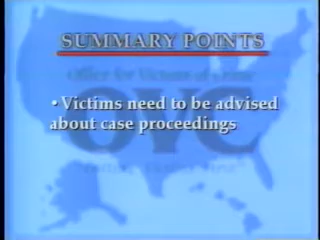 SUMMARY POINTS
Office for Victims of Crime
OVC
• Victims need to be advised
about case proceedings